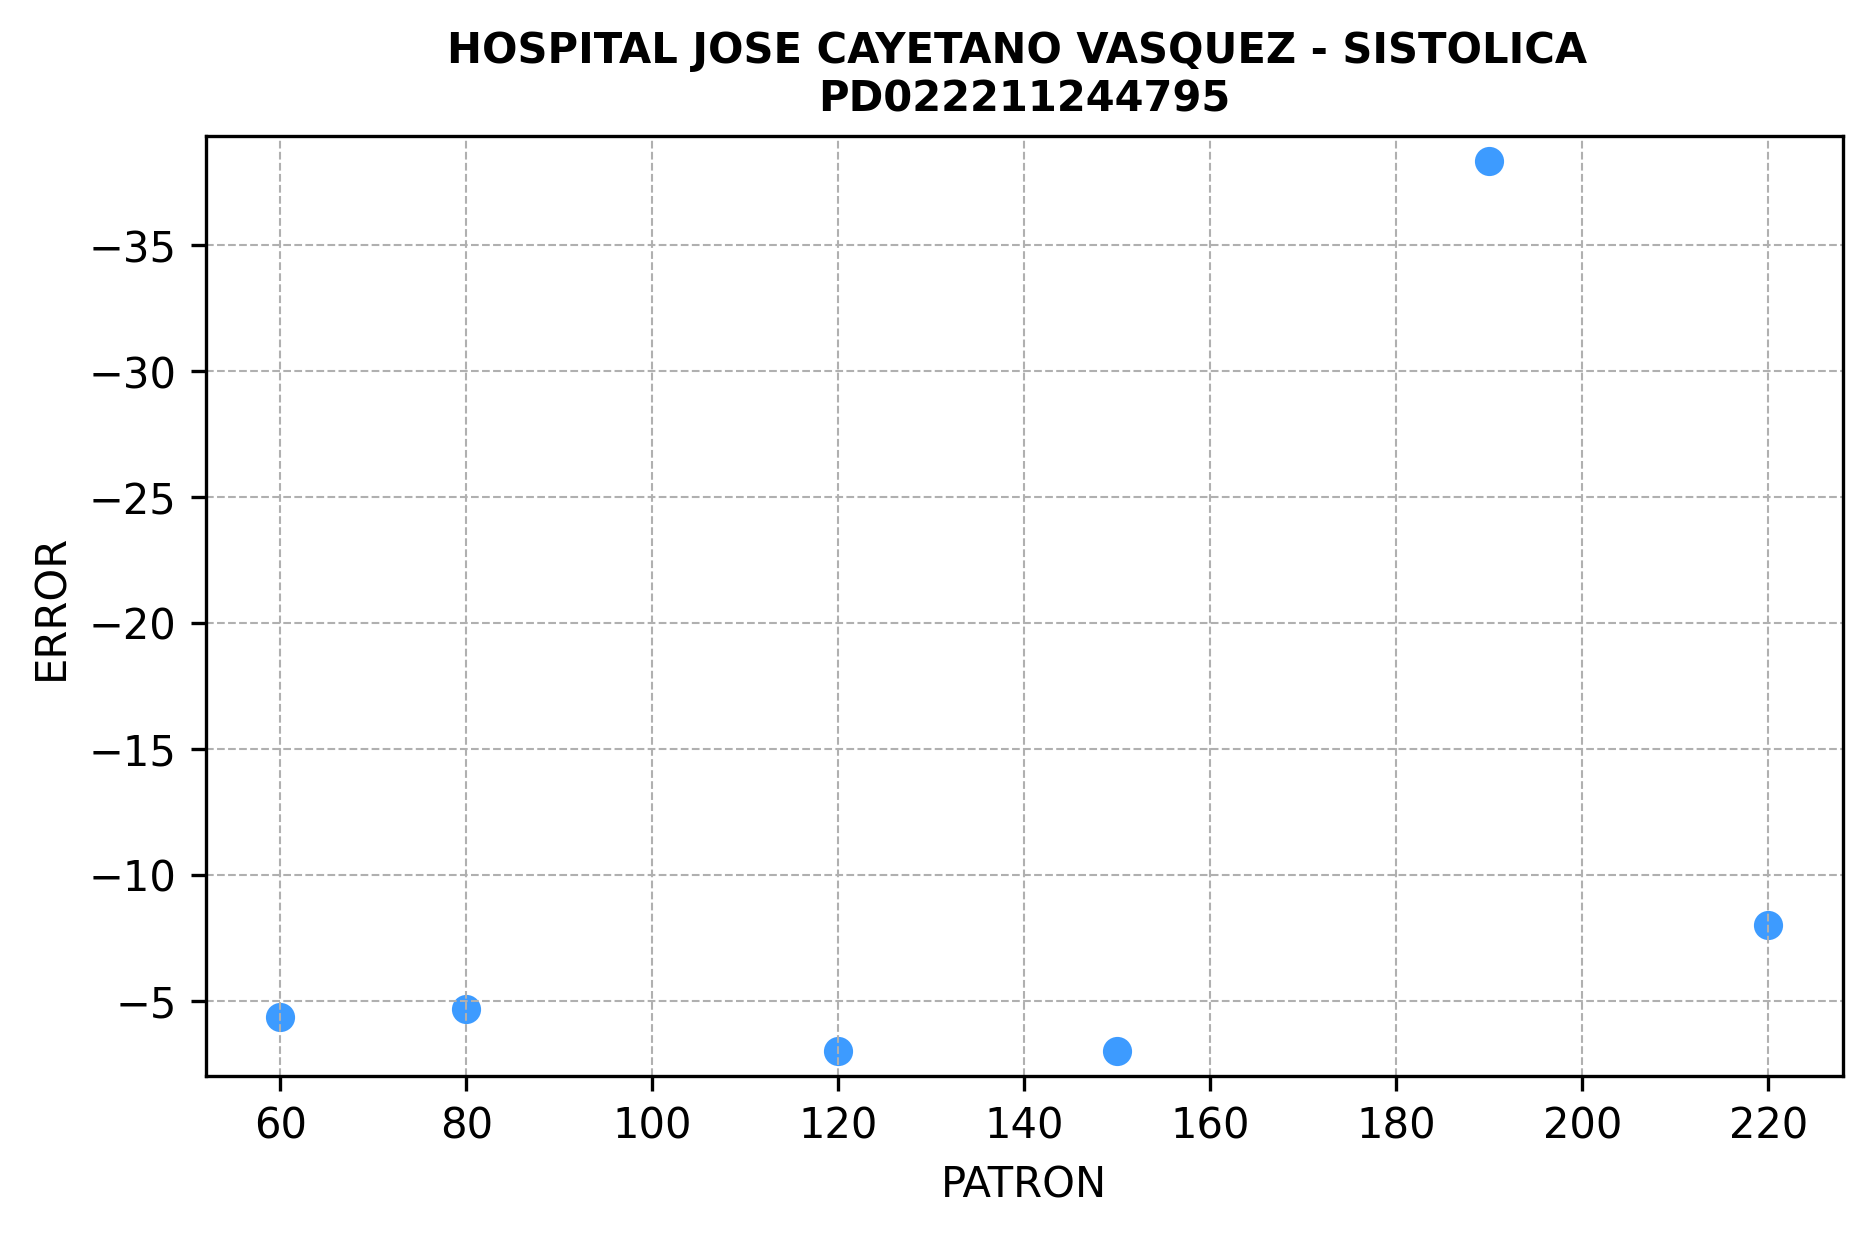 HOSPITAL JOSE CAYETANO VASQUEZ - SISTOLICA
PD022211244795
ERROR
−35
−30
−25
−20
−15
−10
−5
60 80 100 120 140 160 180 200 220
PATRON